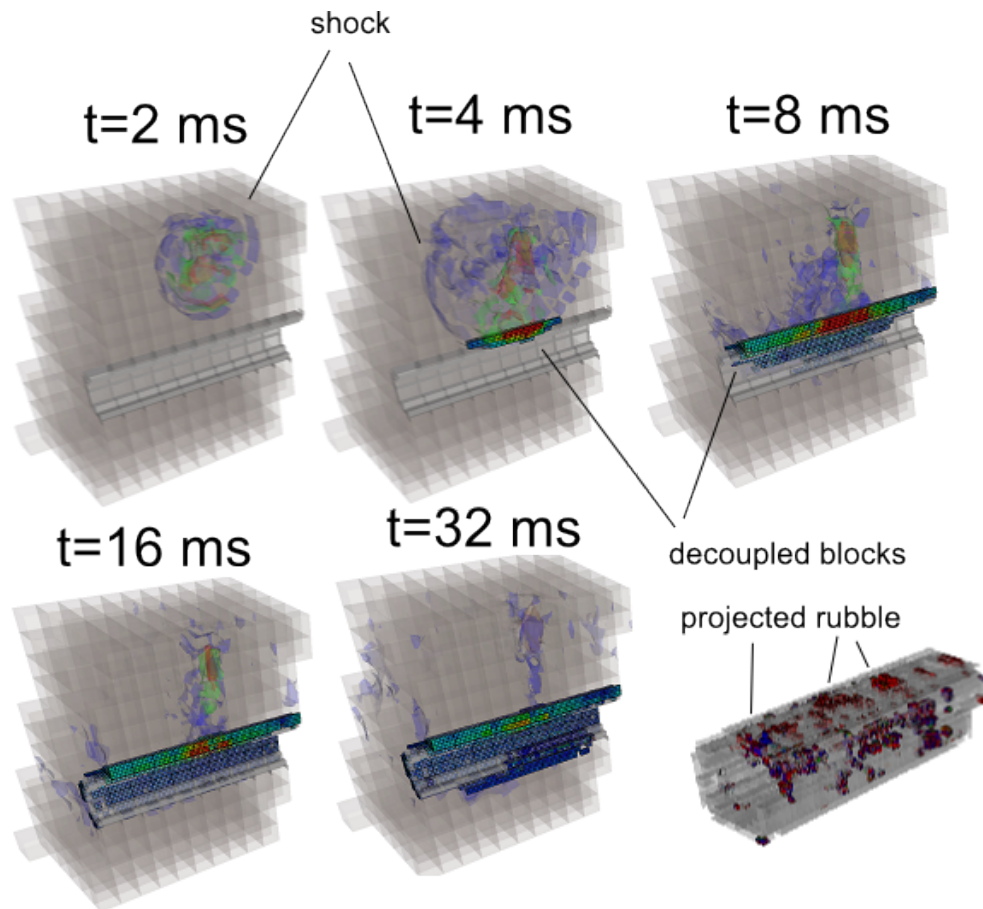 shock
t=2 ms
t=4 ms
t=8 ms
t=16 ms
t=32 ms
decoupled blocks
projected rubble